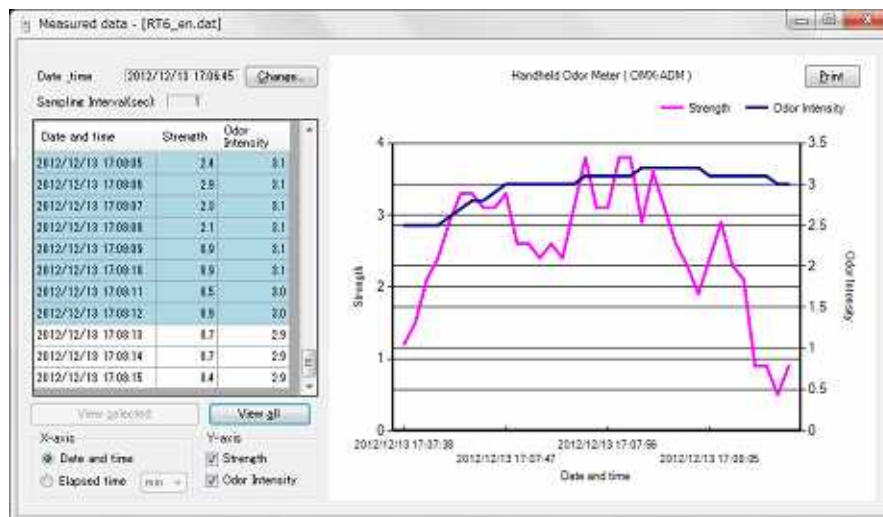 Measured data - [RT6_en.dat]
Date _time 2012/12/13 17:06:45 Change...
Sampling Interval(sec) 1
Date and time Strength Odor Intensity
2012/12/13 17:08:05 2.4 3.1
2012/12/13 17:08:06 2.9 3.1
2012/12/13 17:08:07 2.3 3.1
2012/12/13 17:08:08 2.1 3.1
2012/12/13 17:08:09 0.9 3.1
2012/12/13 17:08:10 0.9 3.1
2012/12/13 17:08:11 0.5 3.0
2012/12/13 17:08:12 0.9 3.0
2012/12/13 17:08:13 0.7 2.9
2012/12/13 17:08:14 0.7 2.9
2012/12/13 17:08:15 0.4 2.9
View selected View all
X-axis
Date and time
Elapsed time min
Y-axis
Strength
Odor Intensity
Handheld Odor Meter ( OMX-ADM )
Print
Strength Odor Intensity
4
3
2
1
0
Strength
3.5
3
2.5
2
1.5
1
0.5
0
Odor Intensity
2012/12/13 17:07:38
2012/12/13 17:07:47
2012/12/13 17:07:56
2012/12/13 17:08:05
Date and time